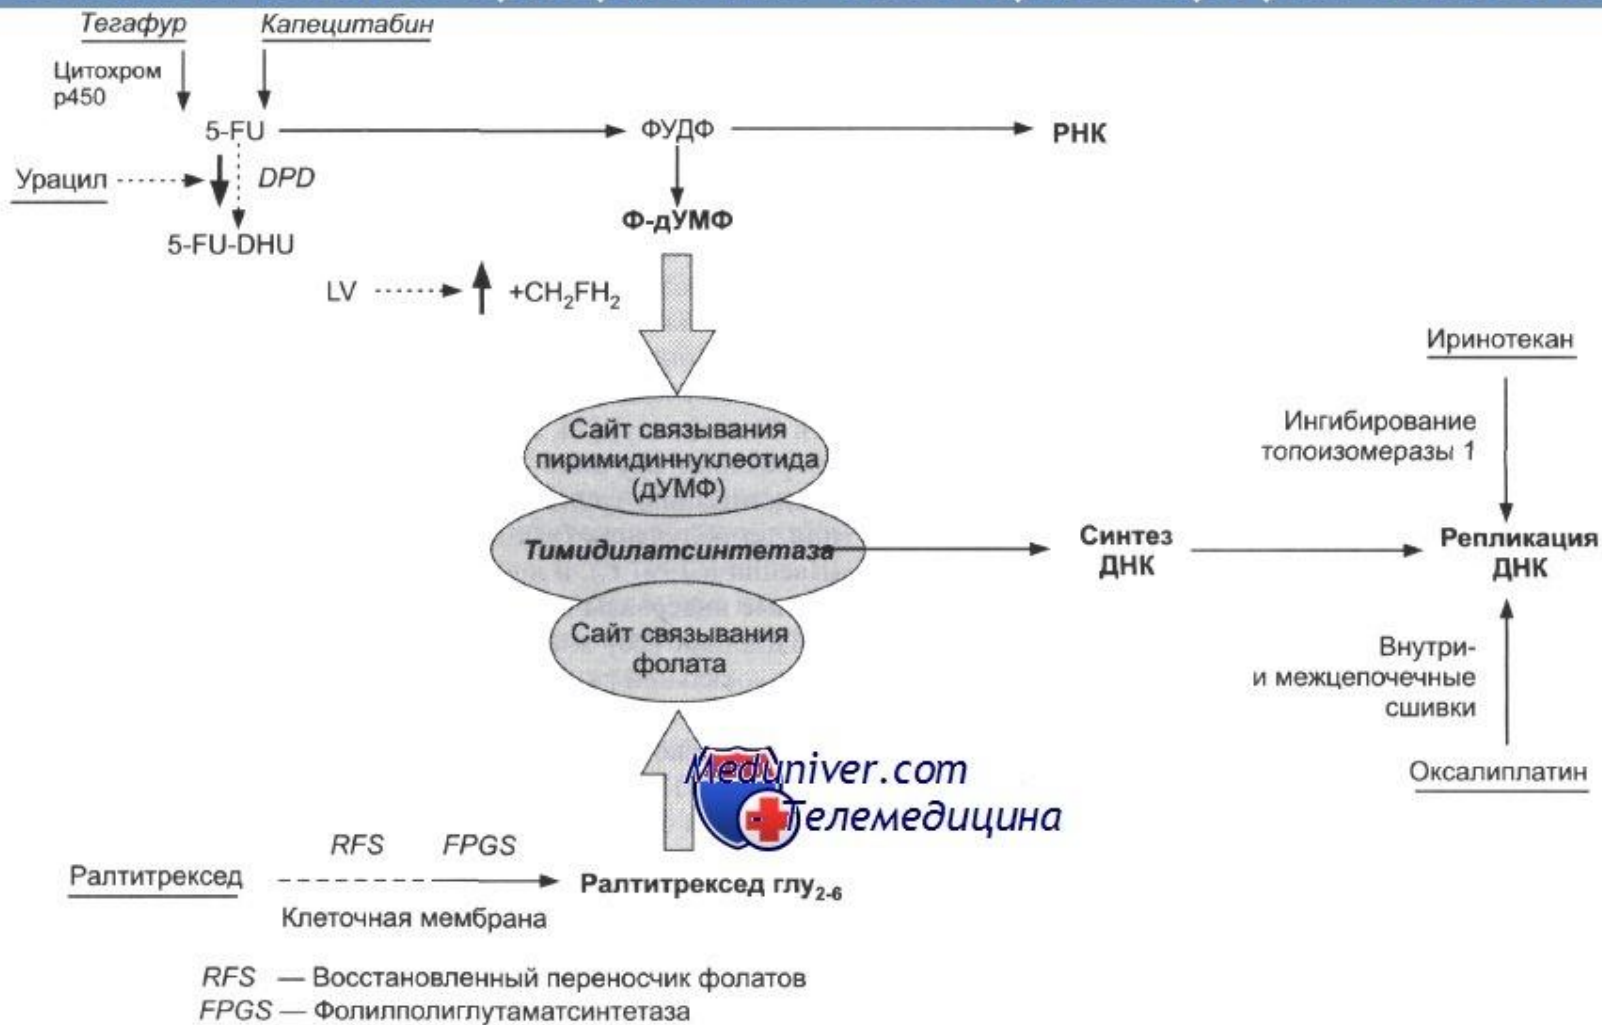 Тегафур
Капецитабин
Цитохром
р450
5-FU
ФУДФ
РНК
Урацил
DPD
Ф-дУМФ
5-FU-DHU
LV
+CH₂FH₂
Иринотекан
Ингибирование
топоизомеразы 1
Сайт связывания
пиримидиннуклеотида
(дУМФ)
Тимидилатсинтетаза
Синтез
ДНК
Репликация
ДНК
Сайт связывания
фолата
Внутри-
и межцепочечные
сшивки
Оксалиплатин
Meduniver.com
Телемедицина
RFS
FPGS
Ралтитрексед
Ралтитрексед глу₂₋₆
Клеточная мембрана
RFS — Восстановленный переносчик фолатов
FPGS — Фолилполиглутаматсинтетаза